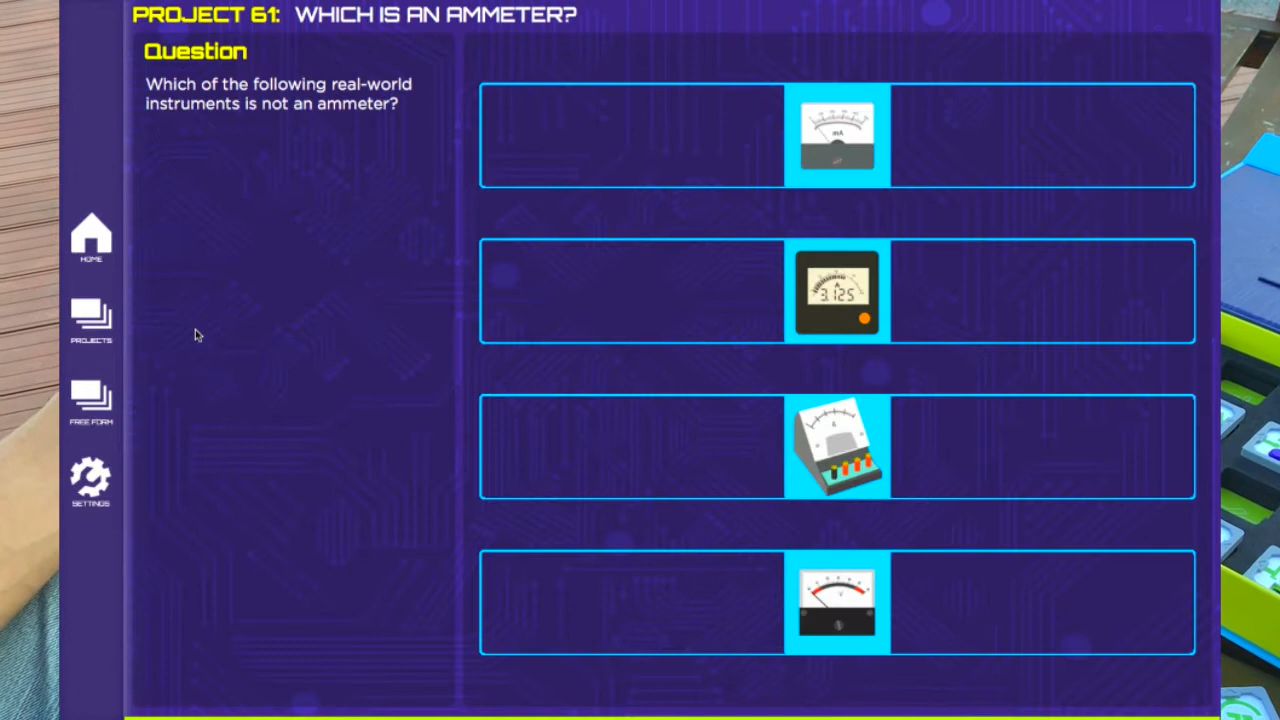 PROJECT 61: WHICH IS AN AMMETER?
Question
Which of the following real-world
instruments is not an ammeter?
HOME
PROJECTS
FREE FORM
SETTINGS
mA
A
3.125
A
V